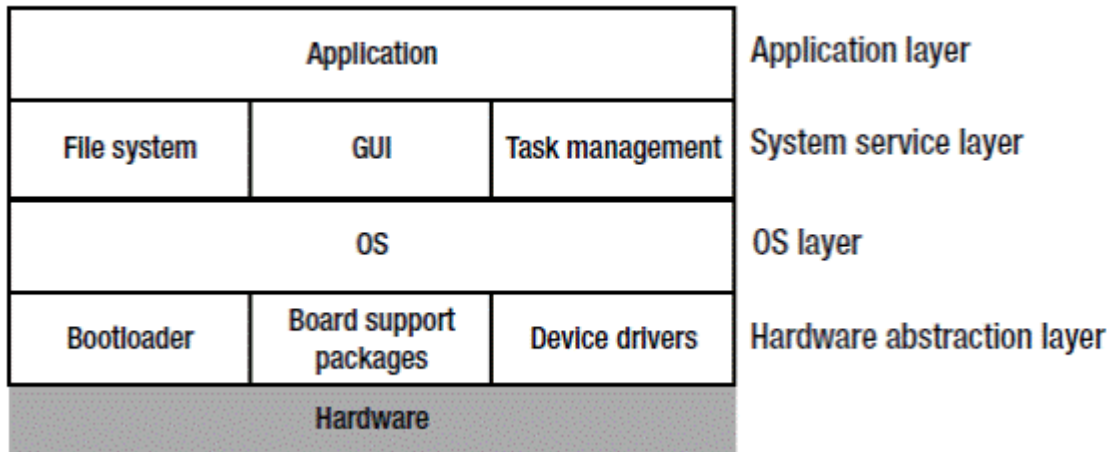 Application
Application layer
File system
GUI
Task management
System service layer
OS
OS layer
Bootloader
Board support
packages
Device drivers
Hardware abstraction layer
Hardware